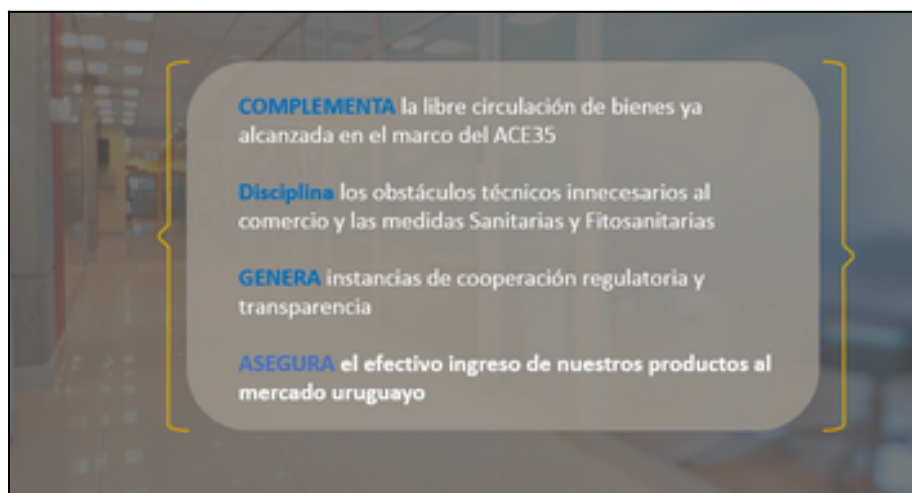 COMPLEMENTA la libre circulación de bienes ya
alcanzada en el marco del ACE35
Disciplina los obstáculos técnicos innecesarios al
comercio y las medidas Sanitarias y Fitosanitarias
GENERA instancias de cooperación regulatoria y
transparencia
ASEGURA el efectivo ingreso de nuestros productos al
mercado uruguayo